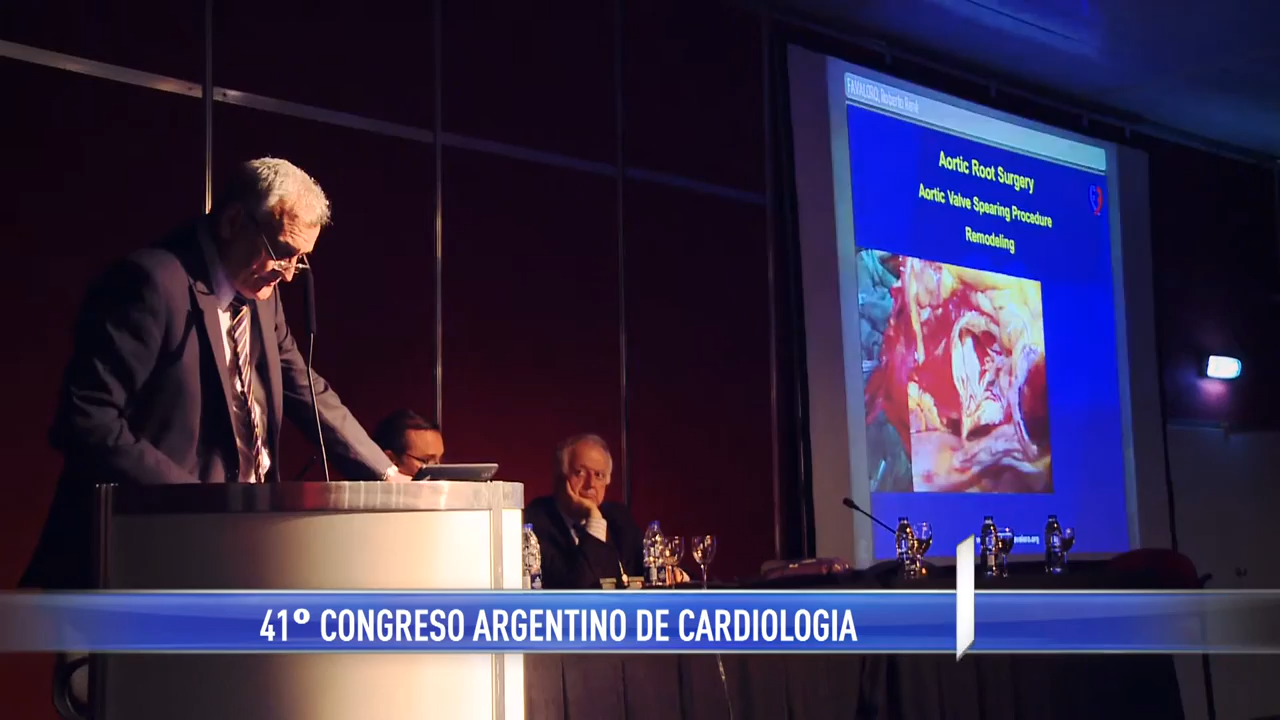 FAVALORO, Roberto René
Aortic Root Surgery
Aortic Valve Spearing Procedure
Remodeling
41º CONGRESO ARGENTINO DE CARDIOLOGIA